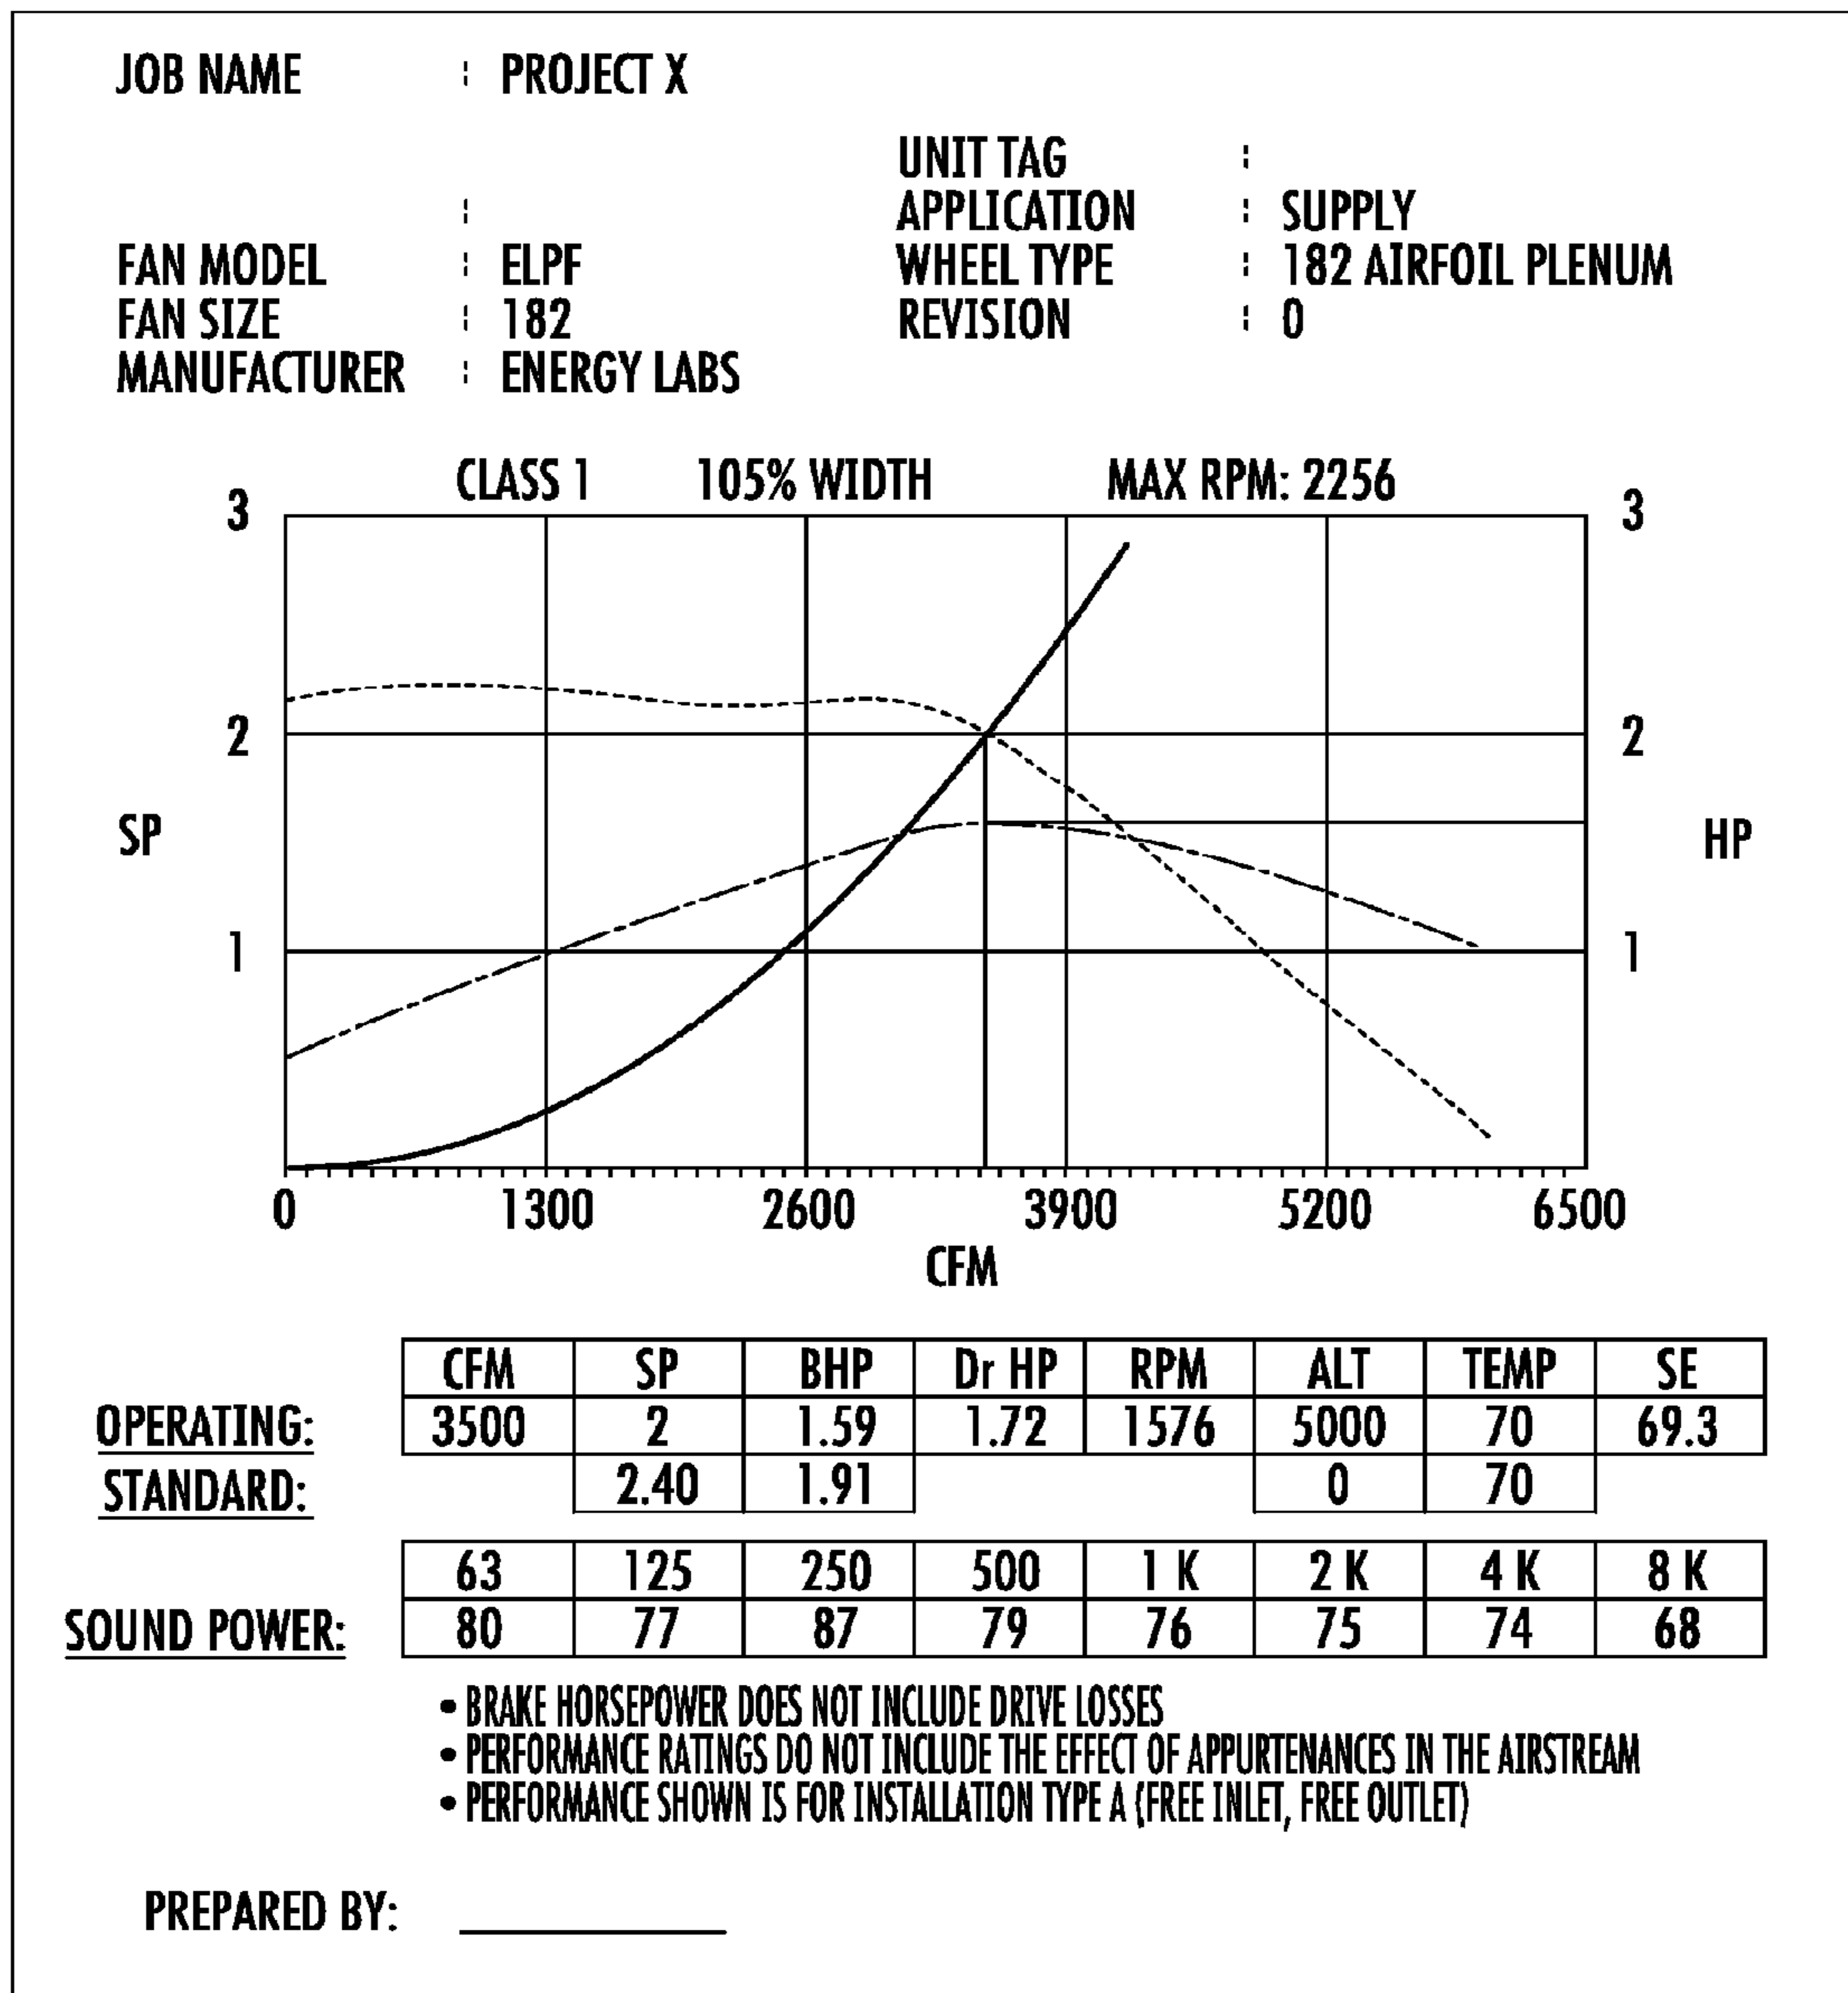 JOB NAME : PROJECT X
UNIT TAG :
: APPLICATION : SUPPLY
FAN MODEL : ELPF WHEEL TYPE : 182 AIRFOIL PLENUM
FAN SIZE : 182 REVISION : 0
MANUFACTURER : ENERGY LABS
CLASS 1 105% WIDTH MAX RPM: 2256
3 3
2 2
SP HP
1 1
0 1300 2600 3900 5200 6500
CFM
CFM SP BHP Dr HP RPM ALT TEMP SE
OPERATING: 3500 2 1.59 1.72 1576 5000 70 69.3
STANDARD: 2.40 1.91 0 70
63 125 250 500 1 K 2 K 4 K 8 K
SOUND POWER: 80 77 87 79 76 75 74 68
• BRAKE HORSEPOWER DOES NOT INCLUDE DRIVE LOSSES
• PERFORMANCE RATINGS DO NOT INCLUDE THE EFFECT OF APPURTENANCES IN THE AIRSTREAM
• PERFORMANCE SHOWN IS FOR INSTALLATION TYPE A (FREE INLET, FREE OUTLET)
PREPARED BY: